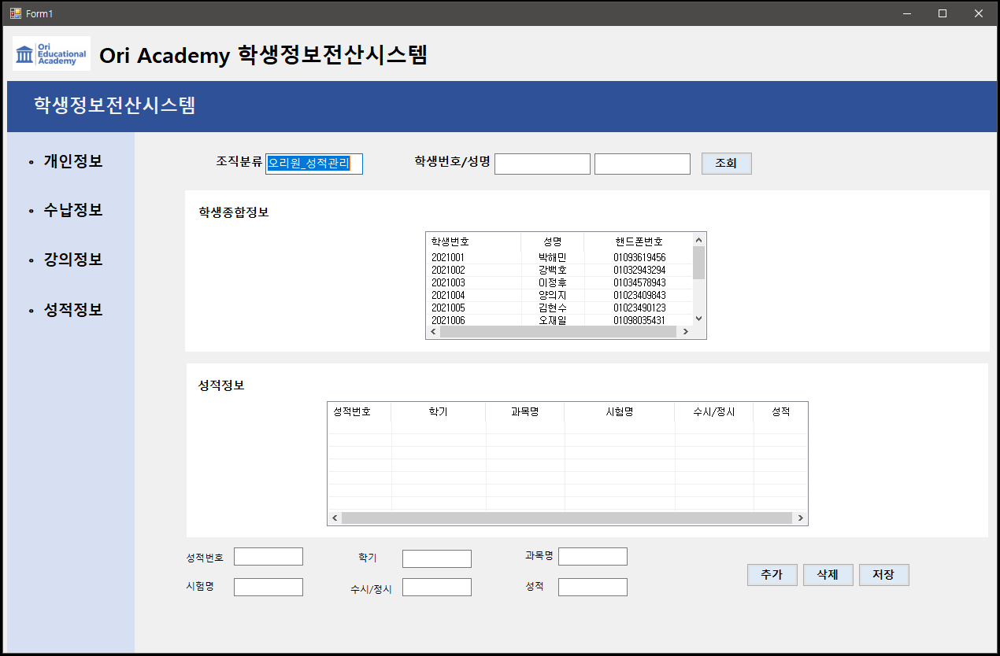 Form1
Ori
Educational
Academy
Ori Academy 학생정보전산시스템
학생정보전산시스템
개인정보
수납정보
강의정보
성적정보
조직분류 오리원_성적관리 학생번호/성명 조회
학생종합정보
학생번호 성명 핸드폰번호
2021001 박해민 01093619456
2021002 강백호 01032943294
2021003 이정후 01034578943
2021004 양의지 01023409843
2021005 김현수 01023490123
2021006 오재일 01098035431
성적정보
성적번호 학기 과목명 시험명 수시/정시 성적
성적번호 학기 과목명
시험명 수시/정시 성적
추가 삭제 저장